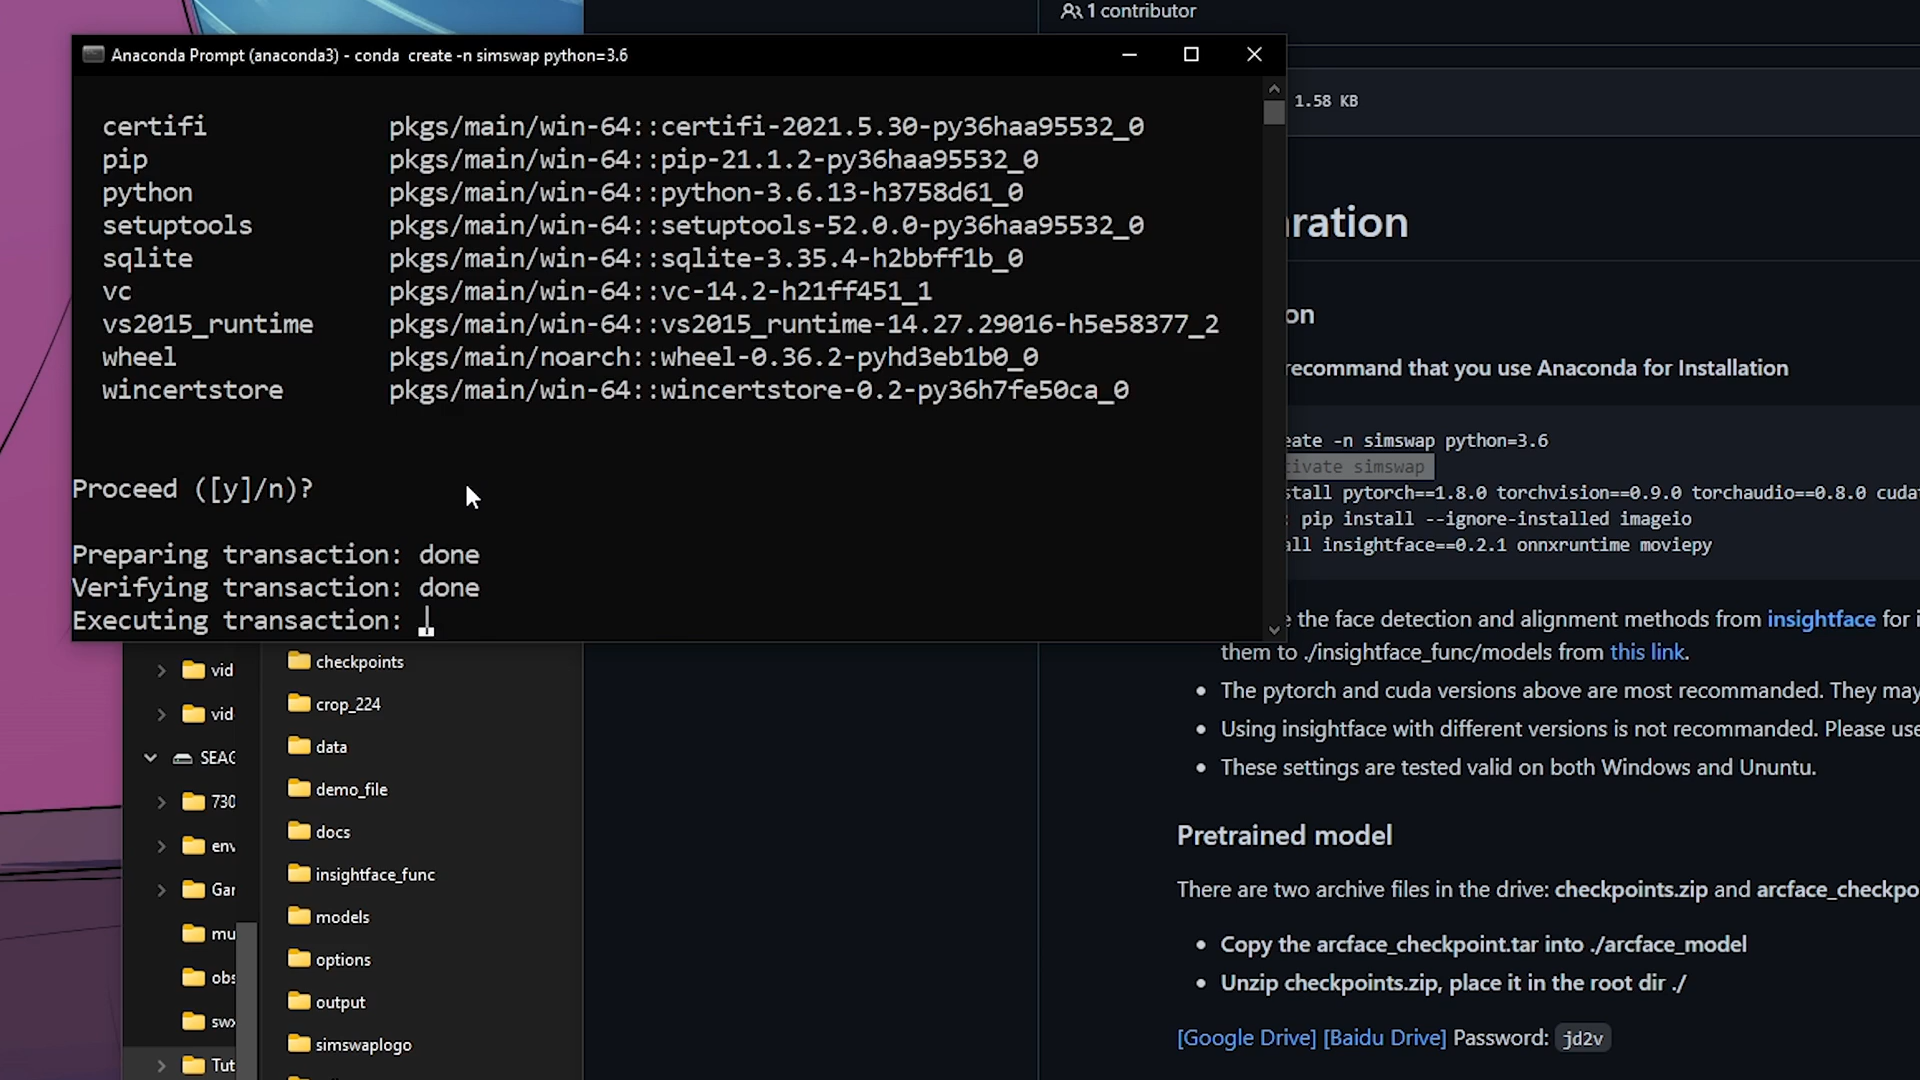 1 contributor
Anaconda Prompt (anaconda3) - conda  create -n simswap python=3.6
1.58 KB
certifi pkgs/main/win-64::certifi-2021.5.30-py36haa95532_0
pip pkgs/main/win-64::pip-21.1.2-py36haa95532_0
python pkgs/main/win-64::python-3.6.13-h3758d61_0
setuptools pkgs/main/win-64::setuptools-52.0.0-py36haa95532_0
sqlite pkgs/main/win-64::sqlite-3.35.4-h2bbff1b_0
vc pkgs/main/win-64::vc-14.2-h21ff451_1
vs2015_runtime pkgs/main/win-64::vs2015_runtime-14.27.29016-h5e58377_2
wheel pkgs/main/noarch::wheel-0.36.2-pyhd3eb1b0_0
wincertstore pkgs/main/win-64::wincertstore-0.2-py36h7fe50ca_0
Proceed ([y]/n)?
Preparing transaction: done
Verifying transaction: done
Executing transaction:
ration
on
recommand that you use Anaconda for Installation
eate -n simswap python=3.6
tivate simswap
stall pytorch==1.8.0 torchvision==0.9.0 torchaudio==0.8.0 cudat
: pip install --ignore-installed imageio
all insightface==0.2.1 onnxruntime moviepy
e the face detection and alignment methods from insightface for i
them to ./insightface_func/models from this link.
The pytorch and cuda versions above are most recommanded. They may
Using insightface with different versions is not recommanded. Please use
These settings are tested valid on both Windows and Ununtu.
Pretrained model
There are two archive files in the drive: checkpoints.zip and arcface_checkpo
Copy the arcface_checkpoint.tar into ./arcface_model
Unzip checkpoints.zip, place it in the root dir ./
[Google Drive] [Baidu Drive] Password: jd2v
vid
vid
SEAG
730
env
Gar
mu
obs
swx
Tut
checkpoints
crop_224
data
demo_file
docs
insightface_func
models
options
output
simswaplogo